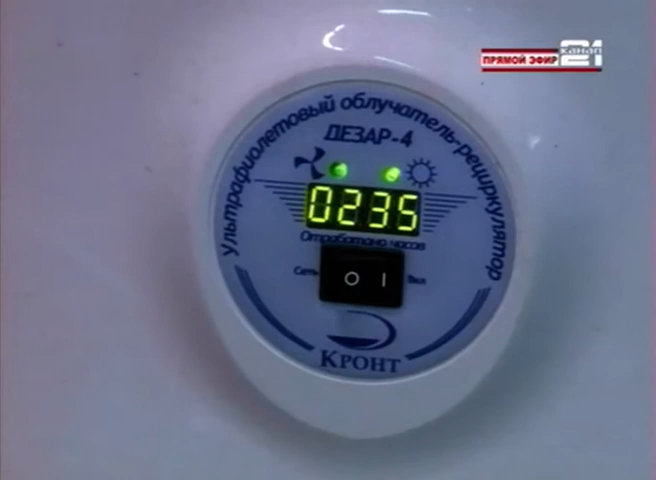 ПРЯМОЙ ЭФИР
КАНАЛ 21
Ультрафиолетовый облучатель-рециркулятор
ДЕЗАР-4
0235
Отработано часов
Сеть O I Вкл
КРОНТ